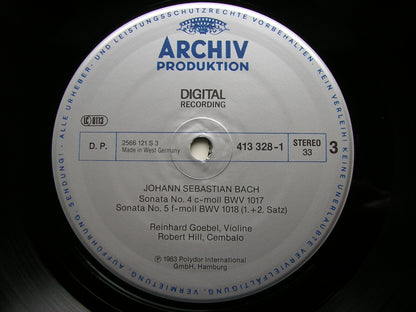 ALLE URHEBER- UND LEISTUNGSSCHUTZRECHTE VORBEHALTEN. KEIN VERLEIH! KEINE UNERLAUBTE VERVIELFÄLTIGUNG, VERMIETUNG, AUFFÜHRUNG, SENDUNG!
ARCHIV
PRODUKTION
DIGITAL
RECORDING
LC 0113
D. P.
2566 121 S 3
Made in West Germany
413 328-1
STEREO
33
3
JOHANN SEBASTIAN BACH
Sonata No. 4 c-moll BWV 1017
Sonata No. 5 f-moll BWV 1018 (1.+2. Satz)
Reinhard Goebel, Violine
Robert Hill, Cembalo
Ⓟ 1983 Polydor International
GmbH, Hamburg